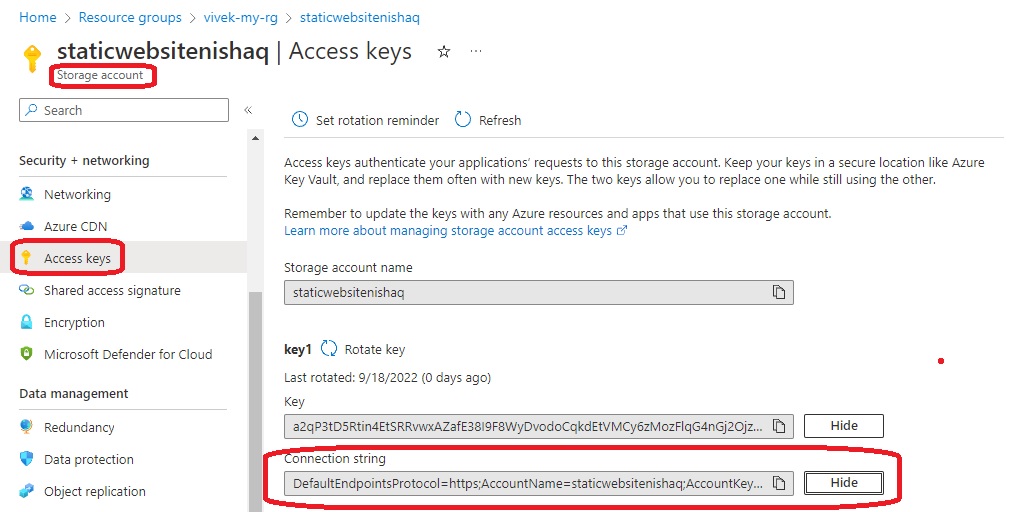 Home > Resource groups > vivek-my-rg > staticwebsitenishaq
staticwebsitenishaq | Access keys
Storage account
Search
Set rotation reminder Refresh
Access keys authenticate your applications' requests to this storage account. Keep your keys in a secure location like Azure
Key Vault, and replace them often with new keys. The two keys allow you to replace one while still using the other.
Remember to update the keys with any Azure resources and apps that use this storage account.
Learn more about managing storage account access keys
Security + networking
Networking
Azure CDN
Access keys
Shared access signature
Encryption
Microsoft Defender for Cloud
Data management
Redundancy
Data protection
Object replication
Storage account name
staticwebsitenishaq
key1 Rotate key
Last rotated: 9/18/2022 (0 days ago)
Key
a2qP3tD5Rtin4EtSRRvwxAZafE38I9F8WyDvodoCqkdEtVMCy6zMozFlqG4nGj2Ojz... Hide
Connection string
DefaultEndpointsProtocol=https;AccountName=staticwebsitenishaq;AccountKey... Hide